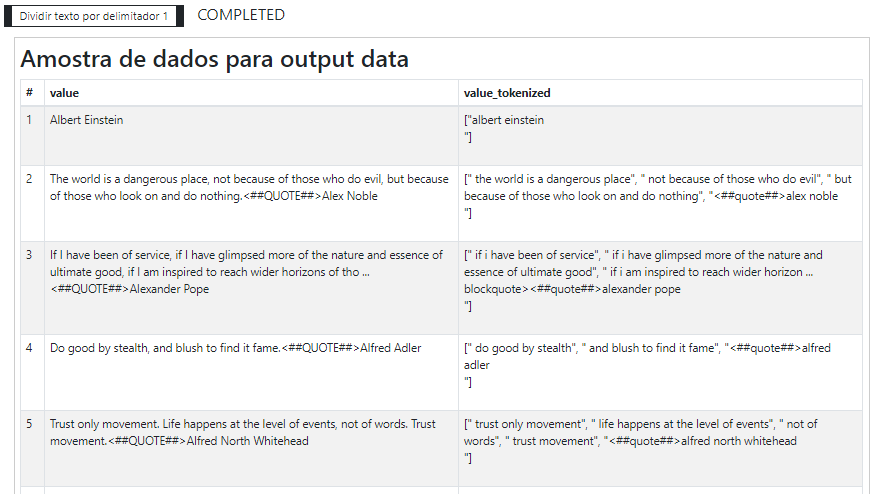 Dividir texto por delimitador 1 COMPLETED
Amostra de dados para output data
# value value_tokenized
1 Albert Einstein ["albert einstein
"]
2 The world is a dangerous place, not because of those who do evil, but because
of those who look on and do nothing.<##QUOTE##>Alex Noble
[" the world is a dangerous place", " not because of those who do evil", " but
because of those who look on and do nothing", "<##quote##>alex noble
"]
3 If I have been of service, if I have glimpsed more of the nature and essence of
ultimate good, if I am inspired to reach wider horizons of tho ...
<##QUOTE##>Alexander Pope
[" if i have been of service", " if i have glimpsed more of the nature and
essence of ultimate good", " if i am inspired to reach wider horizon ...
blockquote><##quote##>alexander pope
"]
4 Do good by stealth, and blush to find it fame.<##QUOTE##>Alfred Adler
[" do good by stealth", " and blush to find it fame", "<##quote##>alfred
adler
"]
5 Trust only movement. Life happens at the level of events, not of words. Trust
movement.<##QUOTE##>Alfred North Whitehead
[" trust only movement", " life happens at the level of events", " not of
words", " trust movement", "<##quote##>alfred north whitehead
"]